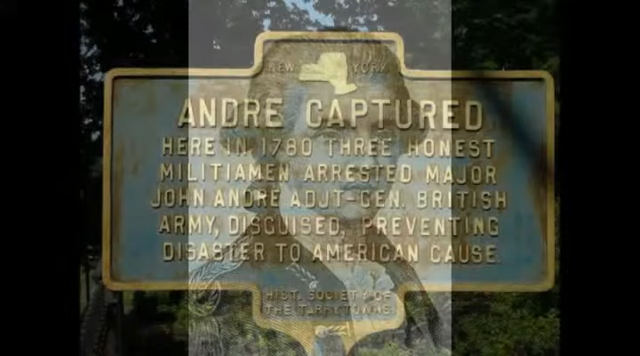 NEW YORK
ANDRE CAPTURED
HERE IN 1780 THREE HONEST
MILITIAMEN ARRESTED MAJOR
JOHN ANDRE ADJT-GEN. BRITISH
ARMY, DISGUISED, PREVENTING
DISASTER TO AMERICAN CAUSE.
HIST. SOCIETY OF
THE TARRYTOWNS